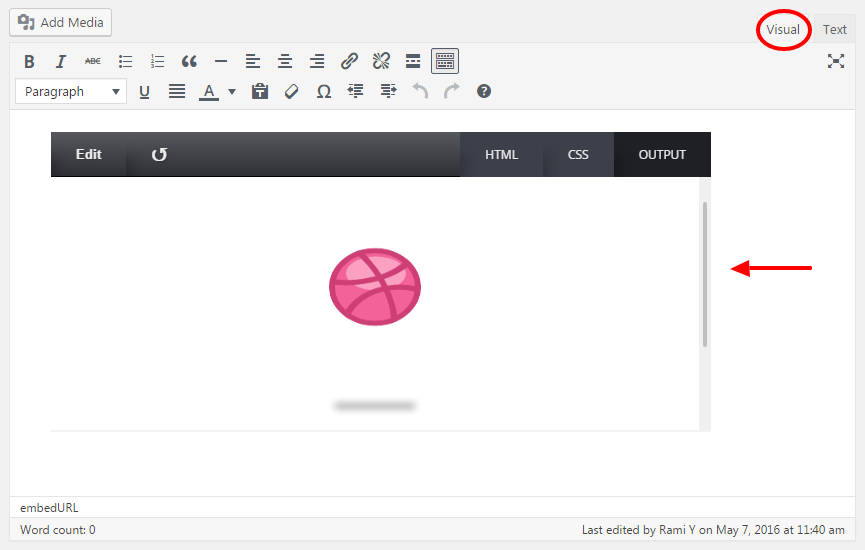 Add Media
Visual Text
B I ABC
Paragraph U A T Ω ?
Edit HTML CSS OUTPUT
embedURL
Word count: 0 Last edited by Rami Y on May 7, 2016 at 11:40 am